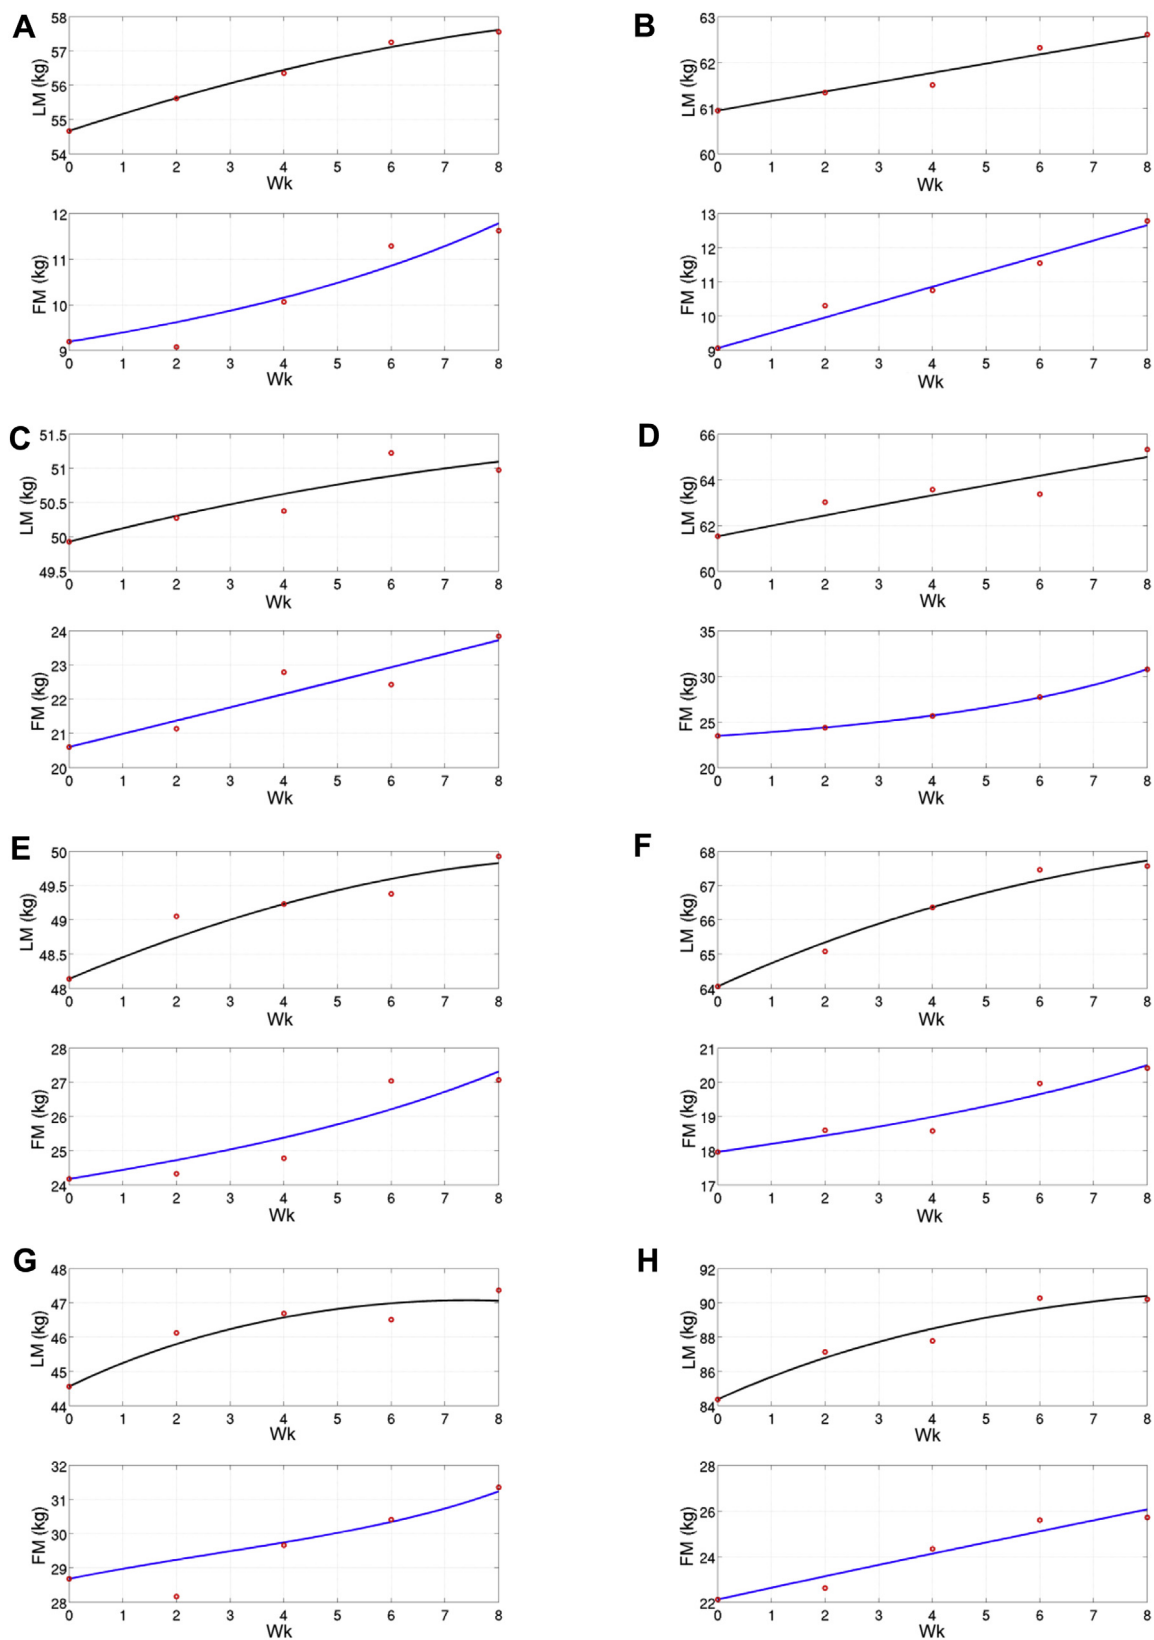 A
LM (kg)
58
57
56
55
54
0 1 2 3 4 5 6 7 8
Wk
FM (kg)
12
11
10
9
0 1 2 3 4 5 6 7 8
Wk
B
LM (kg)
63
62
61
60
0 1 2 3 4 5 6 7 8
Wk
FM (kg)
13
12
11
10
9
0 1 2 3 4 5 6 7 8
Wk
C
LM (kg)
51.5
51
50.5
50
49.5
0 1 2 3 4 5 6 7 8
Wk
FM (kg)
24
23
22
21
20
0 1 2 3 4 5 6 7 8
Wk
D
LM (kg)
66
64
62
60
0 1 2 3 4 5 6 7 8
Wk
FM (kg)
35
30
25
20
0 1 2 3 4 5 6 7 8
Wk
E
LM (kg)
50
49.5
49
48.5
48
0 1 2 3 4 5 6 7 8
Wk
FM (kg)
28
27
26
25
24
0 1 2 3 4 5 6 7 8
Wk
F
LM (kg)
68
67
66
65
64
0 1 2 3 4 5 6 7 8
Wk
FM (kg)
21
20
19
18
17
0 1 2 3 4 5 6 7 8
Wk
G
LM (kg)
48
47
46
45
44
0 1 2 3 4 5 6 7 8
Wk
FM (kg)
32
31
30
29
28
0 1 2 3 4 5 6 7 8
Wk
H
LM (kg)
92
90
88
86
84
0 1 2 3 4 5 6 7 8
Wk
FM (kg)
28
26
24
22
0 1 2 3 4 5 6 7 8
Wk